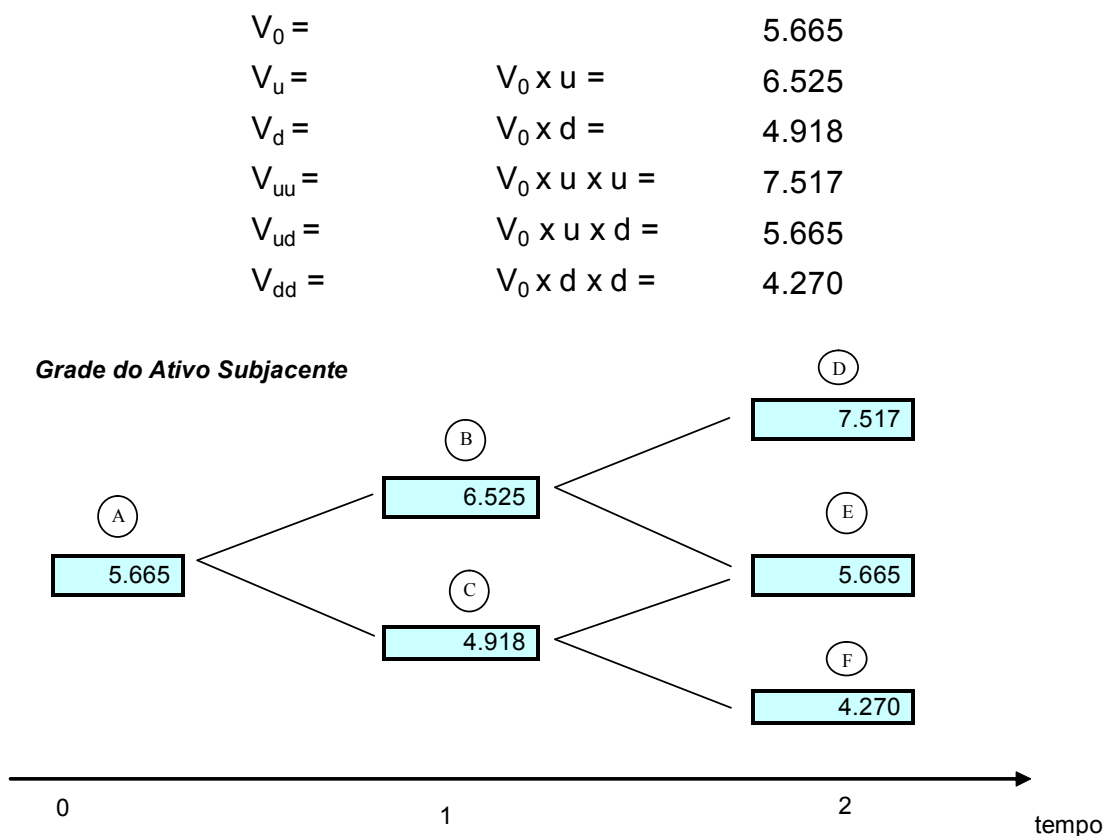 V0 = 5.665
Vu = V0 x u = 6.525
Vd = V0 x d = 4.918
Vuu = V0 x u x u = 7.517
Vud = V0 x u x d = 5.665
Vdd = V0 x d x d = 4.270
Grade do Ativo Subjacente
D
7.517
B
6.525
A
E
5.665
5.665
C
4.918
F
4.270
0 1 2 tempo